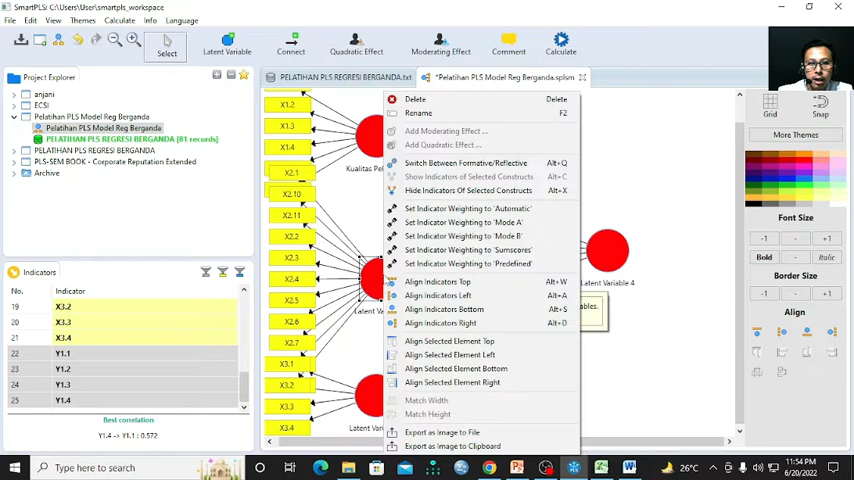 SmartPLS: C:\Users\User\smartpls_workspace
File Edit View Themes Calculate Info Language
Select
Latent Variable
Connect
Quadratic Effect
Moderating Effect
Comment
Calculate
Project Explorer
PELATIHAN PLS REGRESI BERGANDA.txt
*Pelatihan PLS Model Reg Berganda.splsm
anjani
ECSI
Pelatihan PLS Model Reg Berganda
Pelatihan PLS Model Reg Berganda
PELATIHAN PLS REGRESI BERGANDA [81 records]
PELATIHAN PLS REGRESI BERGANDA
PLS-SEM BOOK - Corporate Reputation Extended
Archive
Indicators
No. Indicator
19 X3.2
20 X3.3
21 X3.4
22 Y1.1
23 Y1.2
24 Y1.3
25 Y1.4
Best correlation
Y1.4 -> Y1.1 : 0.572
X1.2
X1.3
X1.4
X2.1
X2.10
X2.11
X2.2
X2.3
X2.4
X2.5
X2.6
X2.7
X3.1
X3.2
X3.3
X3.4
Kualitas Pel
Latent Va
Latent Vari
Latent Variable 4
ables.
Delete Delete
Rename F2
Add Moderating Effect ...
Add Quadratic Effect ...
Switch Between Formative/Reflective Alt+Q
Show Indicators Of Selected Constructs Alt+C
Hide Indicators Of Selected Constructs Alt+X
Set Indicator Weighting to 'Automatic'
Set Indicator Weighting to 'Mode A'
Set Indicator Weighting to 'Mode B'
Set Indicator Weighting to 'Sumscores'
Set Indicator Weighting to 'Predefined'
Align Indicators Top Alt+W
Align Indicators Left Alt+A
Align Indicators Bottom Alt+S
Align Indicators Right Alt+D
Align Selected Element Top
Align Selected Element Left
Align Selected Element Bottom
Align Selected Element Right
Match Width
Match Height
Export as Image to File
Export as Image to Clipboard
Grid Snap
More Themes
Font Size
-1 - +1
Bold - Italic
Border Size
-1 - +1
Align
Type here to search
26°C
11:54 PM
6/20/2022